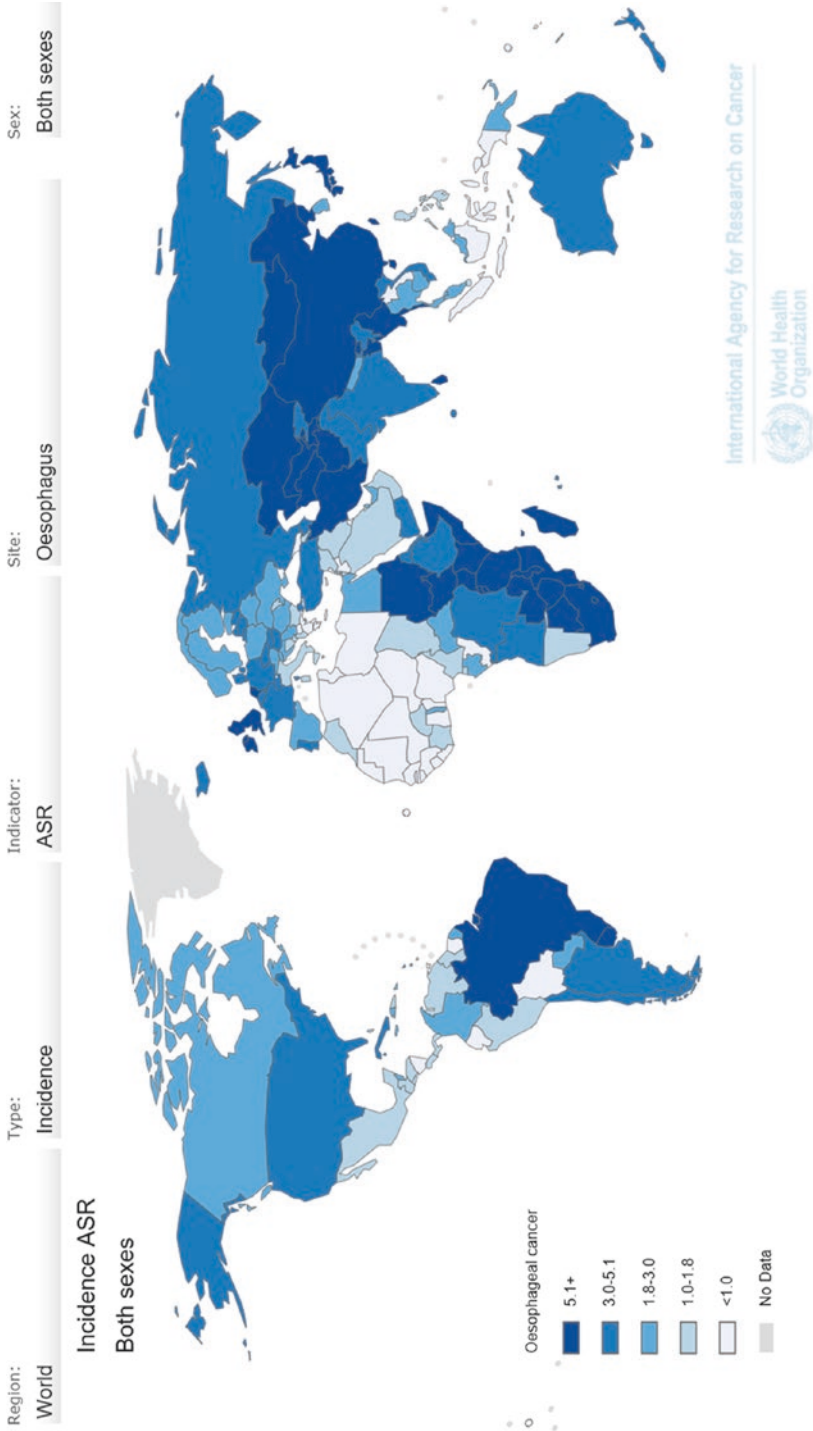 Region:
World
Type:
Incidence
Indicator:
ASR
Site:
Oesophagus
Sex:
Both sexes
Incidence ASR
Both sexes
Oesophageal cancer
5.1+
3.0-5.1
1.8-3.0
1.0-1.8
<1.0
No Data
International Agency for Research on Cancer
World Health
Organization